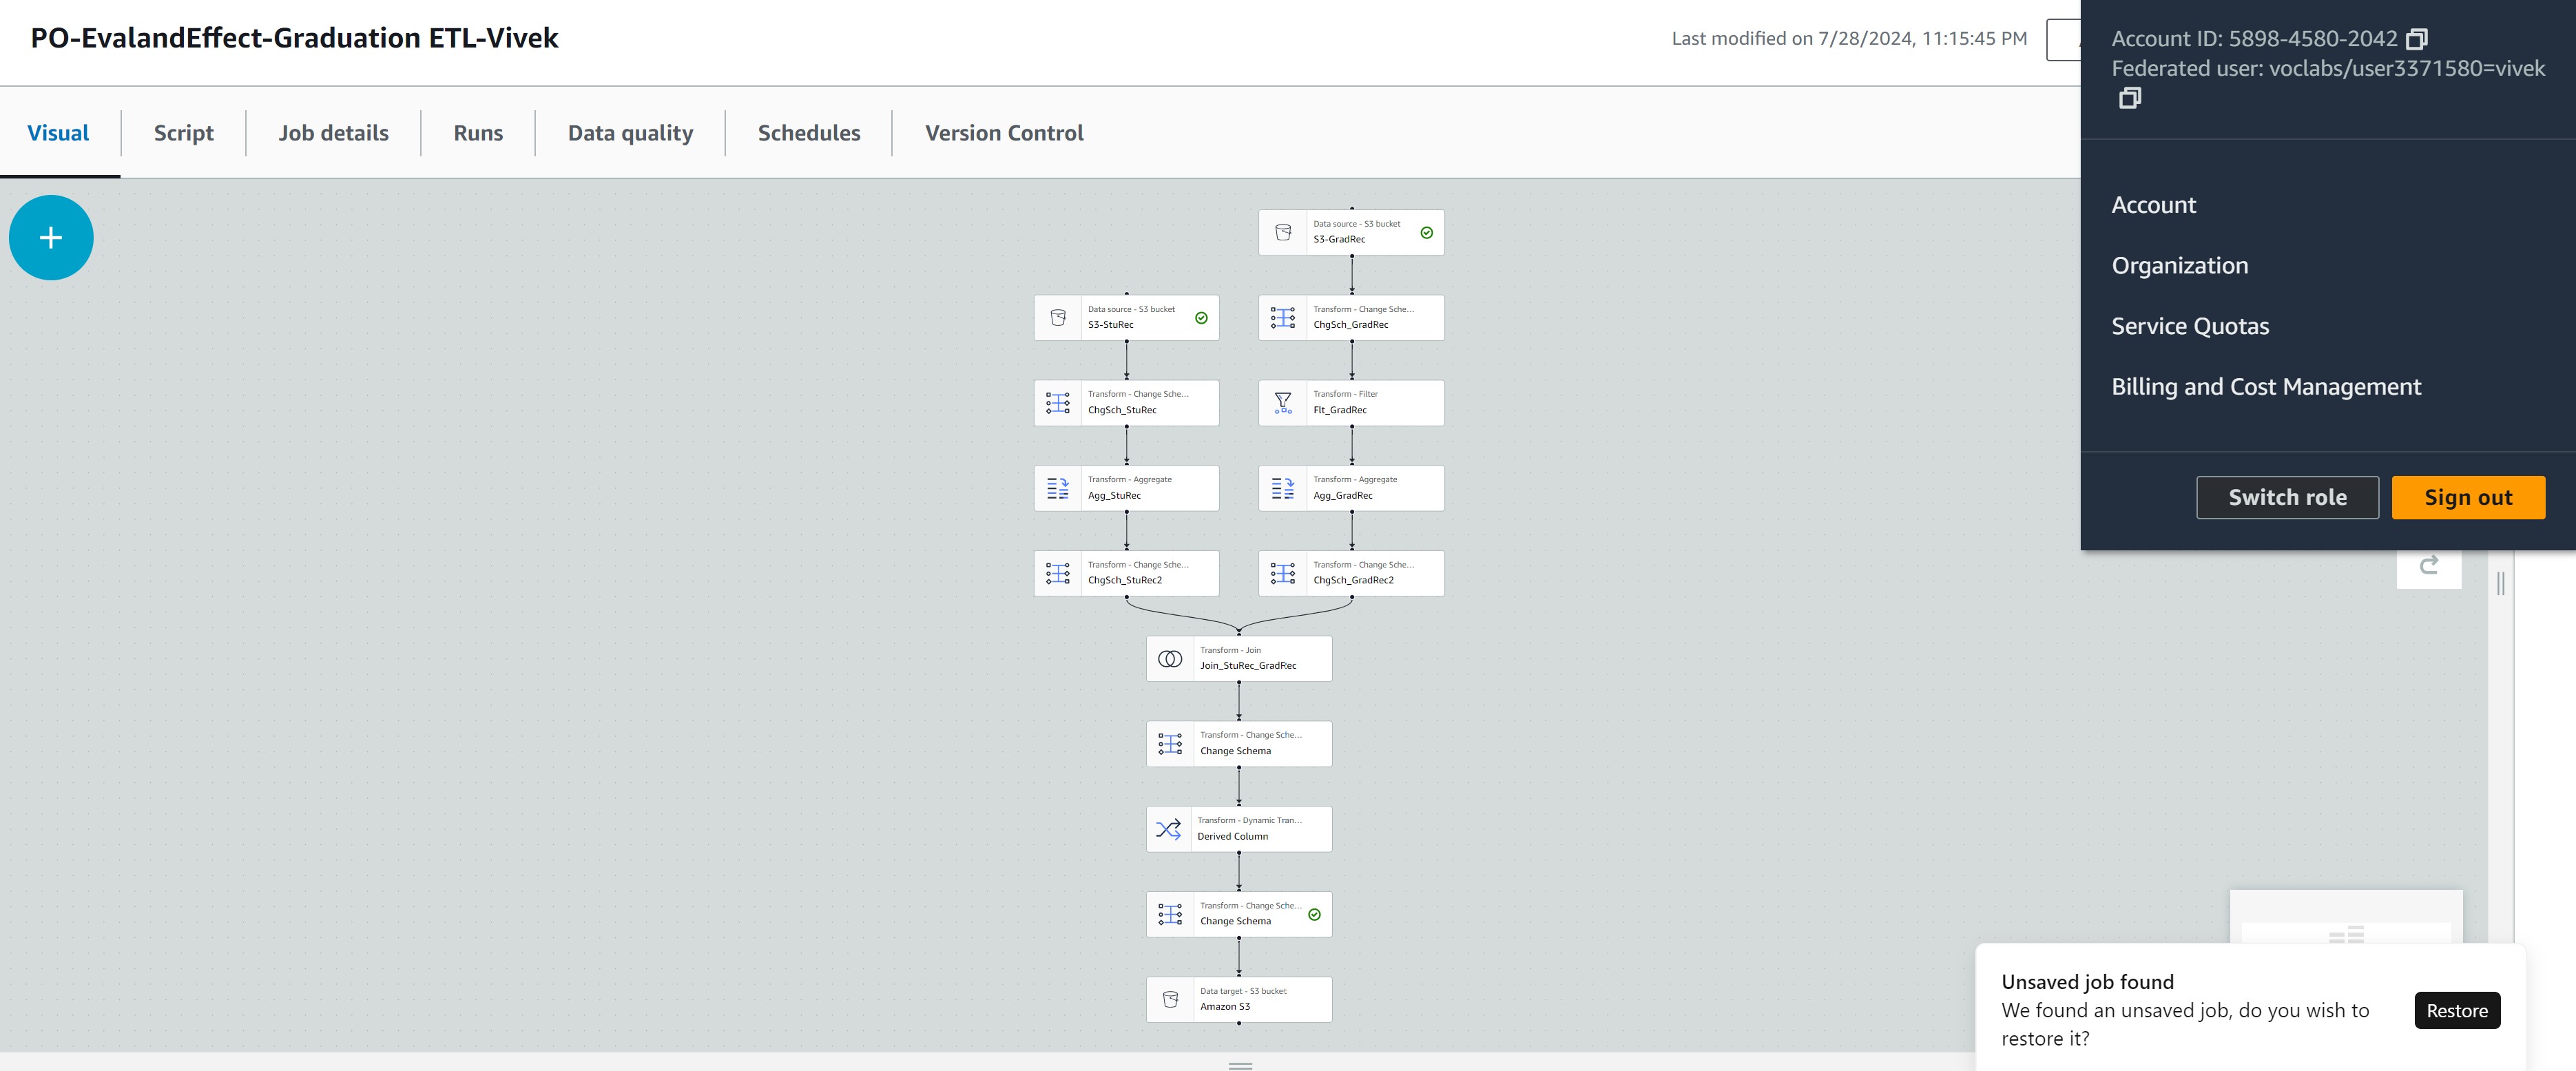 PO-EvalandEffect-Graduation ETL-Vivek
Last modified on 7/28/2024, 11:15:45 PM
Account ID: 5898-4580-2042
Federated user: voclabs/user3371580=vivek
Visual
Script
Job details
Runs
Data quality
Schedules
Version Control
Account
Organization
Service Quotas
Billing and Cost Management
Switch role
Sign out
Data source - S3 bucket
S3-GradRec
Data source - S3 bucket
S3-StuRec
Transform - Change Sche...
ChgSch_GradRec
Transform - Change Sche...
ChgSch_StuRec
Transform - Filter
Flt_GradRec
Transform - Aggregate
Agg_StuRec
Transform - Aggregate
Agg_GradRec
Transform - Change Sche...
ChgSch_StuRec2
Transform - Change Sche...
ChgSch_GradRec2
Transform - Join
Join_StuRec_GradRec
Transform - Change Sche...
Change Schema
Transform - Dynamic Tran...
Derived Column
Transform - Change Sche...
Change Schema
Data target - S3 bucket
Amazon S3
Unsaved job found
We found an unsaved job, do you wish to
restore it?
Restore